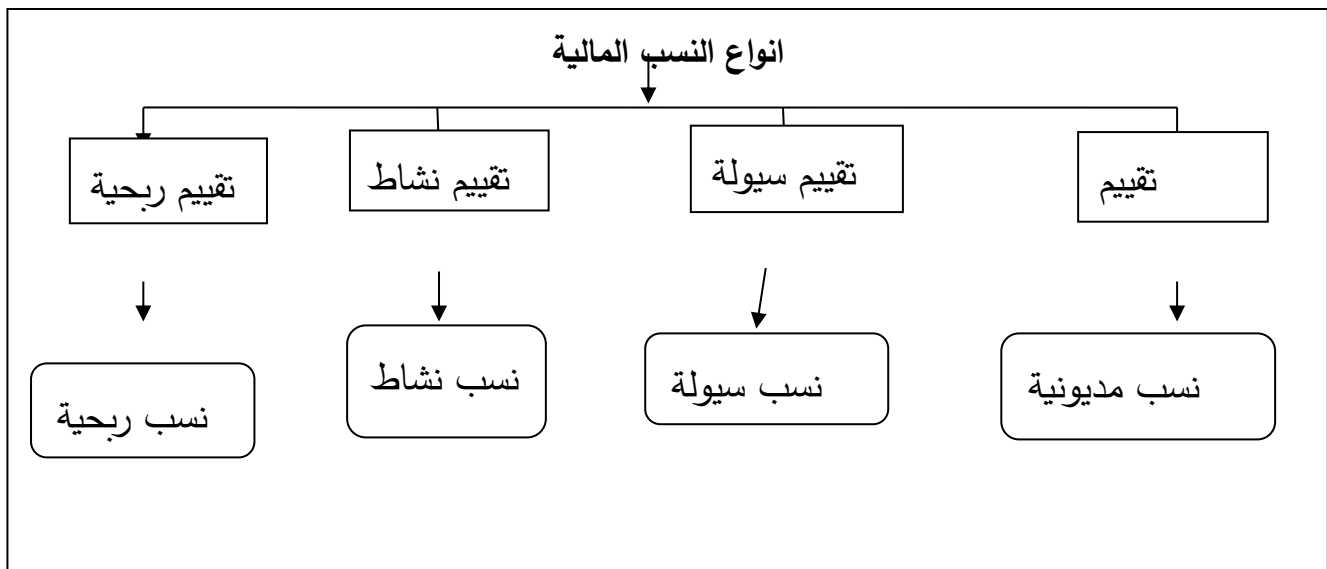 انواع النسب المالية
تقييم
تقييم سيولة
تقييم نشاط
تقييم ربحية
نسب مديونية
نسب سيولة
نسب نشاط
نسب ربحية